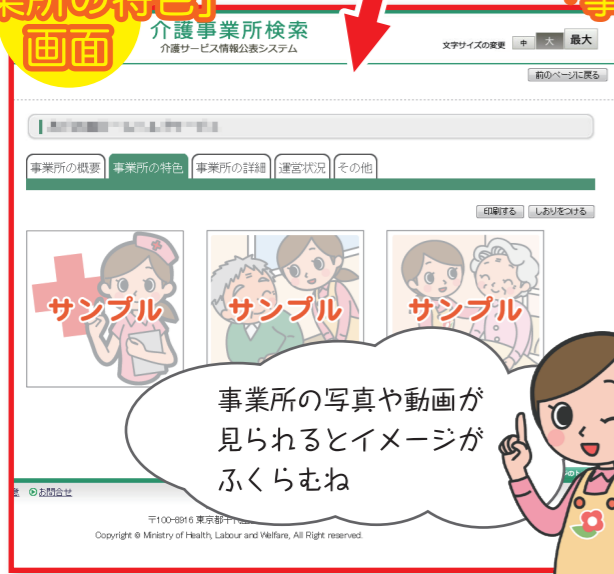 業所の特色」
画面
事
介護事業所検索
介護サービス情報公表システム
文字サイズの変更 中 大 最大
前のページに戻る
事業所の概要 事業所の特色 事業所の詳細 運営状況 その他
印刷する しおりをつける
サンプル サンプル サンプル
事業所の写真や動画が
見られるとイメージが
ふくらむね
お問合せ
〒100-8916 東京都千
Copyright © Ministry of Health, Labour and Welfare, All Right reserved.